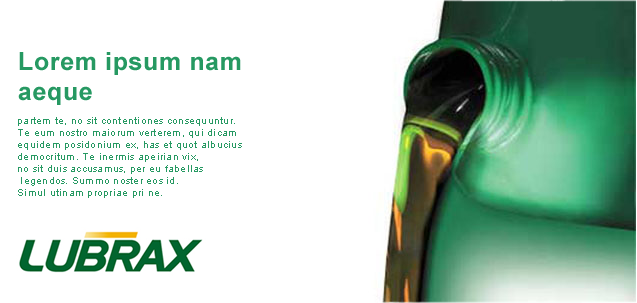 Lorem ipsum nam
aeque
partem te, no sit contentiones consequuntur.
Te eum nostro maiorum verterem, qui dicam
equidem posidonium ex, has et quot albucius
democritum. Te inermis apeirian vix,
no sit duis accusamus, per eu fabellas
legendos. Summo noster eos id.
Simul utinam propriae pri ne.
LUBRAX